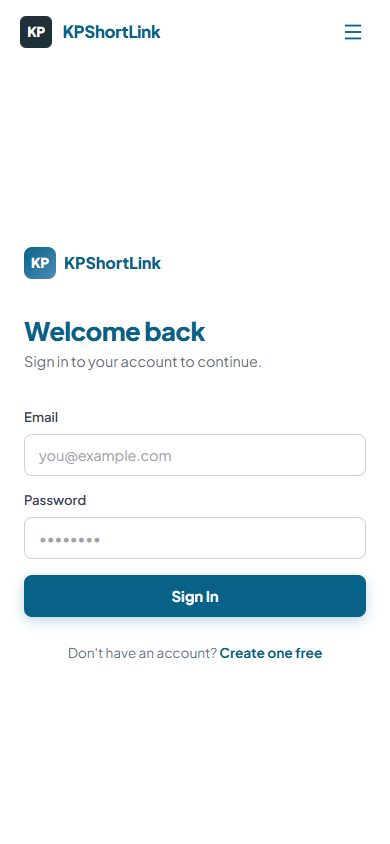 KP KPShortLink
KP KPShortLink
Welcome back
Sign in to your account to continue.
Email
you@example.com
Password
••••••••
Sign In
Don't have an account? Create one free